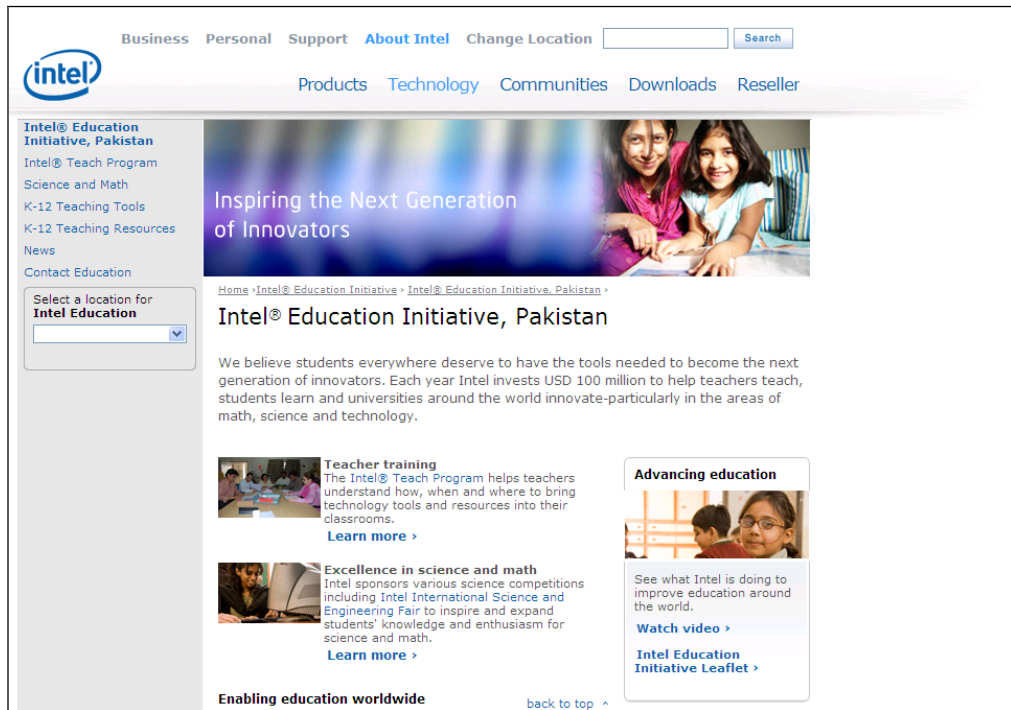 Business Personal Support About Intel Change Location Search
intel
Products Technology Communities Downloads Reseller
Intel® Education
Initiative, Pakistan
Intel® Teach Program
Science and Math
K-12 Teaching Tools
K-12 Teaching Resources
News
Contact Education
Select a location for
Intel Education
Inspiring the Next Generation
of Innovators
Home ›Intel® Education Initiative › Intel® Education Initiative, Pakistan ›
Intel® Education Initiative, Pakistan
We believe students everywhere deserve to have the tools needed to become the next
generation of innovators. Each year Intel invests USD 100 million to help teachers teach,
students learn and universities around the world innovate-particularly in the areas of
math, science and technology.
Teacher training
The Intel® Teach Program helps teachers
understand how, when and where to bring
technology tools and resources into their
classrooms.
Learn more ›
Excellence in science and math
Intel sponsors various science competitions
including Intel International Science and
Engineering Fair to inspire and expand
students' knowledge and enthusiasm for
science and math.
Learn more ›
Advancing education
See what Intel is doing to
improve education around
the world.
Watch video ›
Intel Education
Initiative Leaflet ›
Enabling education worldwide
back to top ^